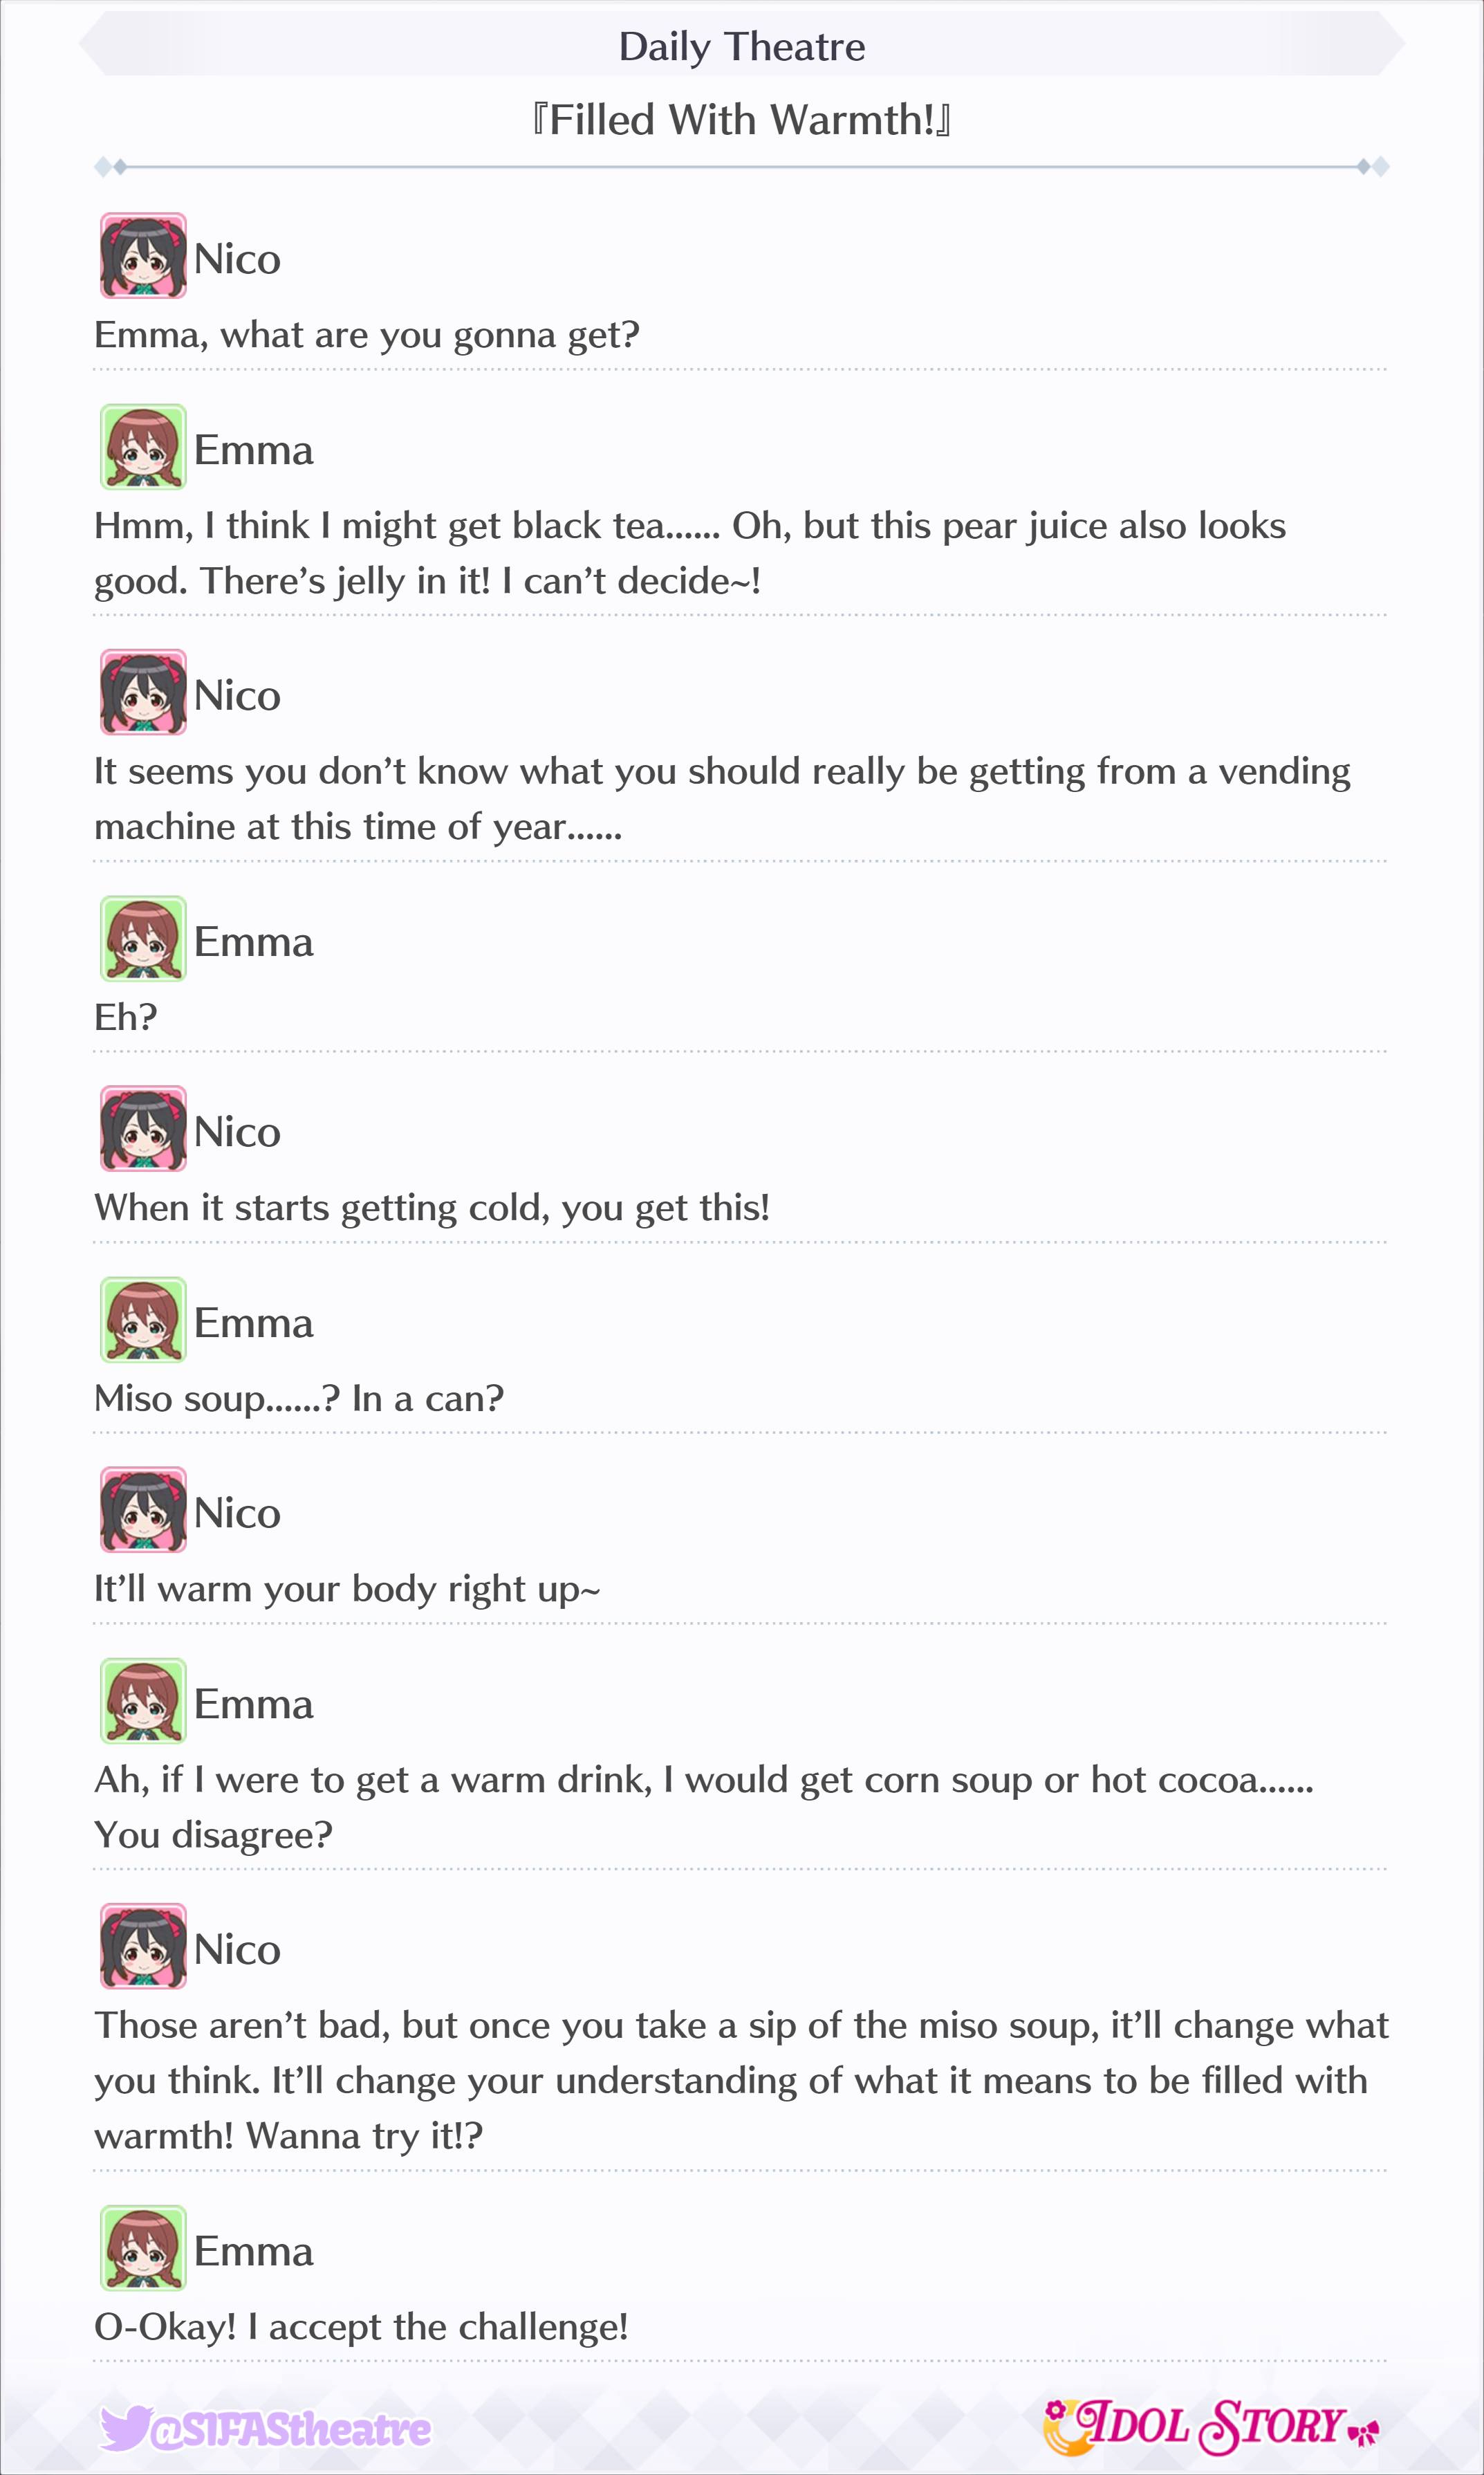 Daily Theatre
『Filled With Warmth!』
Nico
Emma, what are you gonna get?
Emma
Hmm, I think I might get black tea...... Oh, but this pear juice also looks
good. There’s jelly in it! I can’t decide~!
Nico
It seems you don’t know what you should really be getting from a vending
machine at this time of year......
Emma
Eh?
Nico
When it starts getting cold, you get this!
Emma
Miso soup......? In a can?
Nico
It’ll warm your body right up~
Emma
Ah, if I were to get a warm drink, I would get corn soup or hot cocoa......
You disagree?
Nico
Those aren’t bad, but once you take a sip of the miso soup, it’ll change what
you think. It’ll change your understanding of what it means to be filled with
warmth! Wanna try it!?
Emma
O-Okay! I accept the challenge!
@SIFAStheatre
IDOL STORY